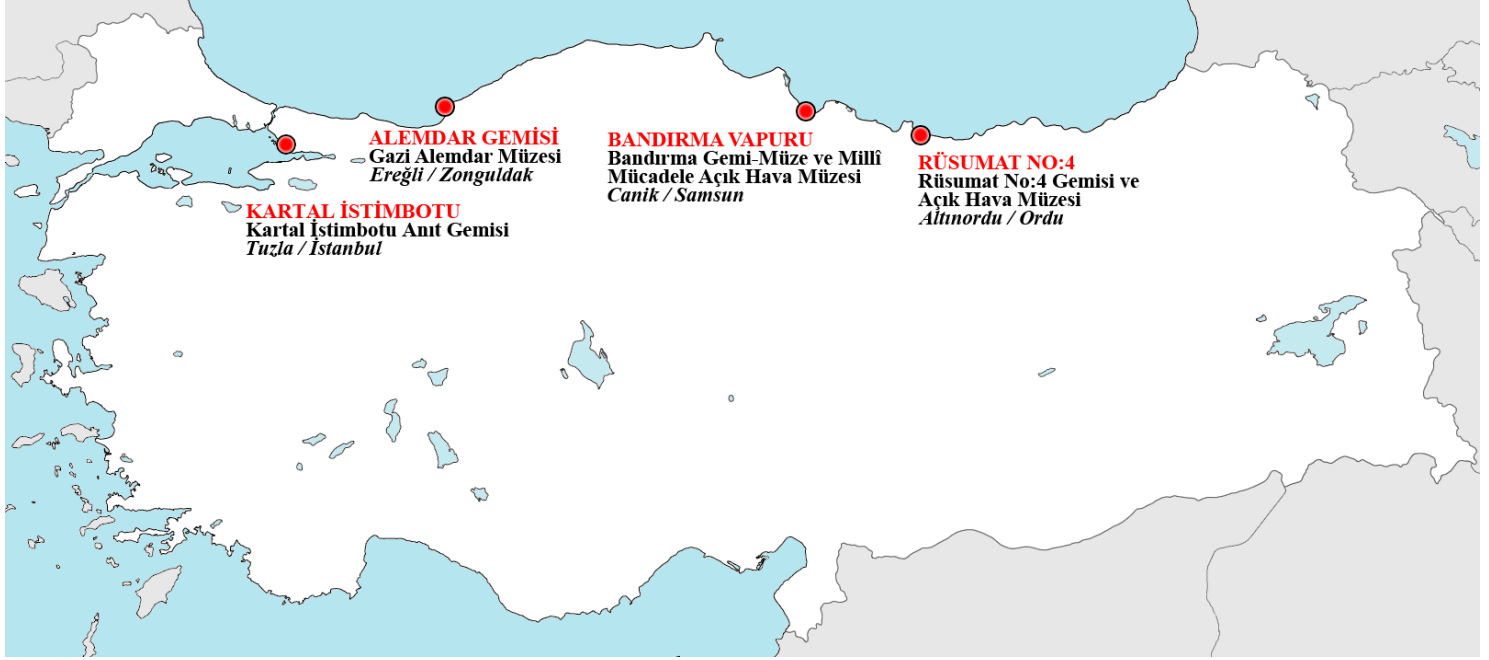 ALEMDAR GEMİSİ
Gazi Alemdar Müzesi
Ereğli / Zonguldak
BANDIRMA VAPURU
Bandırma Gemi-Müze ve Millî
Mücadele Açık Hava Müzesi
Canik / Samsun
RÜSUMAT NO:4
Rüsumat No:4 Gemisi ve
Açık Hava Müzesi
Altınordu / Ordu
KARTAL İSTİMBOTU
Kartal İstimbotu Anıt Gemisi
Tuzla / İstanbul